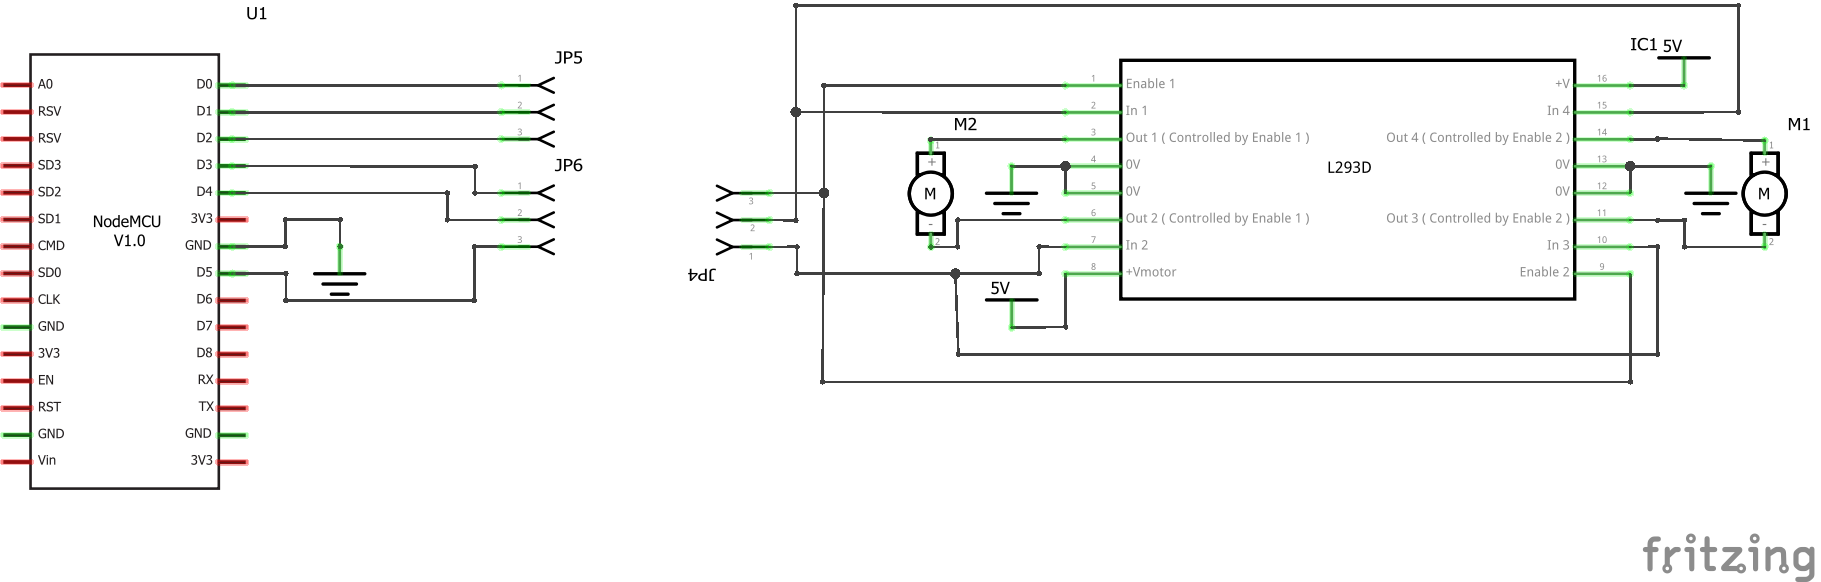 U1
A0
RSV
RSV
SD3
SD2
SD1
CMD
SD0
CLK
GND
3V3
EN
RST
GND
Vin
NodeMCU
V1.0
D0
D1
D2
D3
D4
3V3
GND
D5
D6
D7
D8
RX
TX
GND
3V3
JP5
1
2
3
JP6
1
2
3
3
2
1
JP4
M2
1
+
M
-
2
5V
IC1
5V
L293D
1 Enable 1
2 In 1
3 Out 1 ( Controlled by Enable 1 )
4 0V
5 0V
6 Out 2 ( Controlled by Enable 1 )
7 In 2
8 +Vmotor
+V 16
In 4 15
Out 4 ( Controlled by Enable 2 ) 14
0V 13
0V 12
Out 3 ( Controlled by Enable 2 ) 11
In 3 10
Enable 2 9
M1
1
+
M
-
2
fritzing